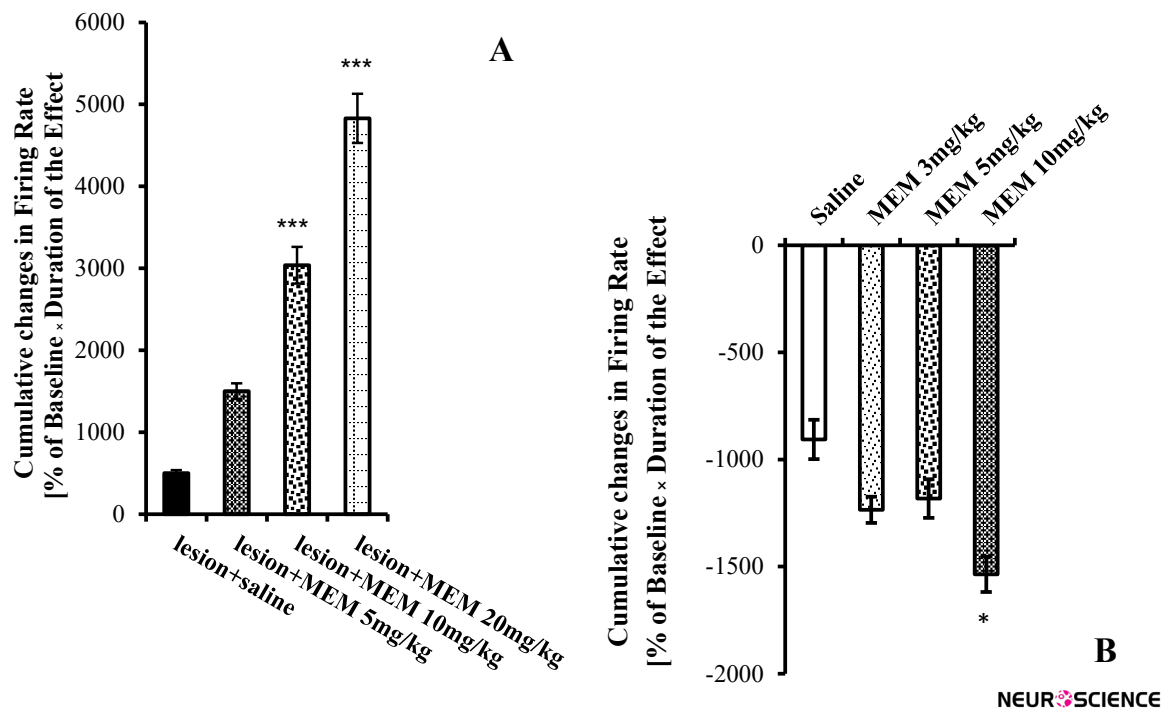 A
Cumulative changes in Firing Rate
[% of Baseline × Duration of the Effect
6000
5000
4000
3000
2000
1000
0
***
***
lesion+saline
lesion+MEM 5mg/kg
lesion+MEM 10mg/kg
lesion+MEM 20mg/kg
Saline
MEM 3mg/kg
MEM 5mg/kg
MEM 10mg/kg
Cumulative changes in Firing Rate
[% of Baseline × Duration of the Effect
0
-500
-1000
-1500
-2000
*
B
NEUROSCIENCE